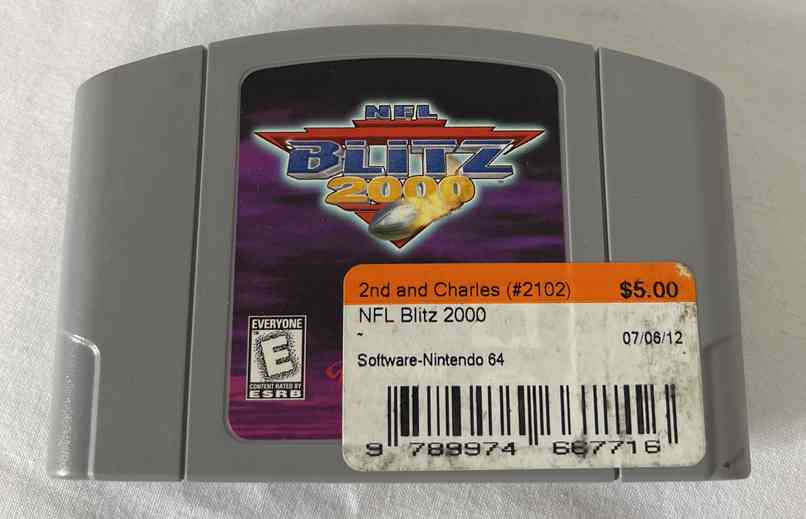 NFL
BLITZ
2000
2nd and Charles (#2102) $5.00
NFL Blitz 2000
~ 07/06/12
Software-Nintendo 64
9 789974 667716
EVERYONE
E
CONTENT RATED BY
ESRB